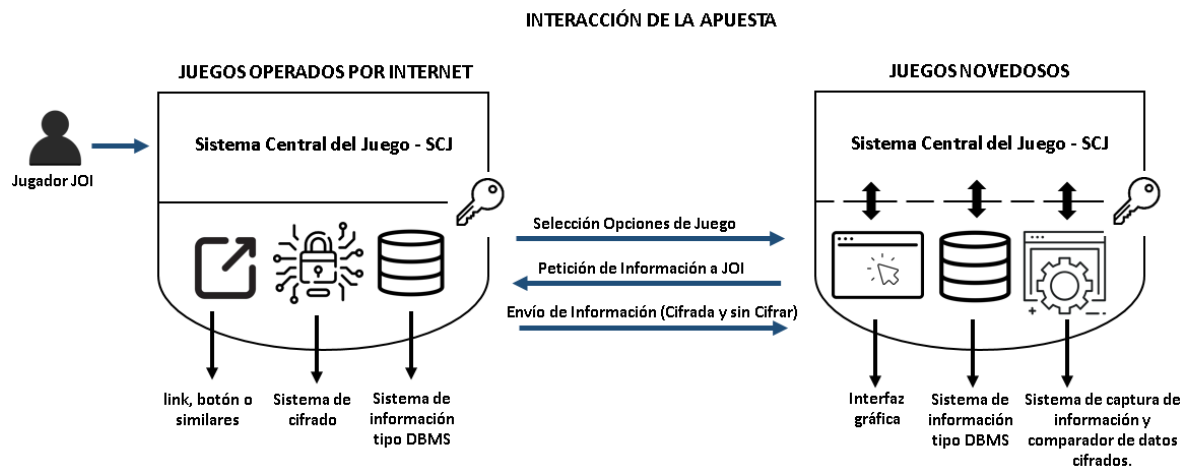 INTERACCIÓN DE LA APUESTA
JUEGOS OPERADOS POR INTERNET
Sistema Central del Juego - SCJ
Jugador JOI
link, botón o
similares
Sistema de
cifrado
Sistema de
información
tipo DBMS
Selección Opciones de Juego
Petición de Información a JOI
Envío de Información (Cifrada y sin Cifrar)
JUEGOS NOVEDOSOS
Sistema Central del Juego - SCJ
Interfaz
gráfica
Sistema de
información
tipo DBMS
Sistema de captura de
información y
comparador de datos
cifrados.